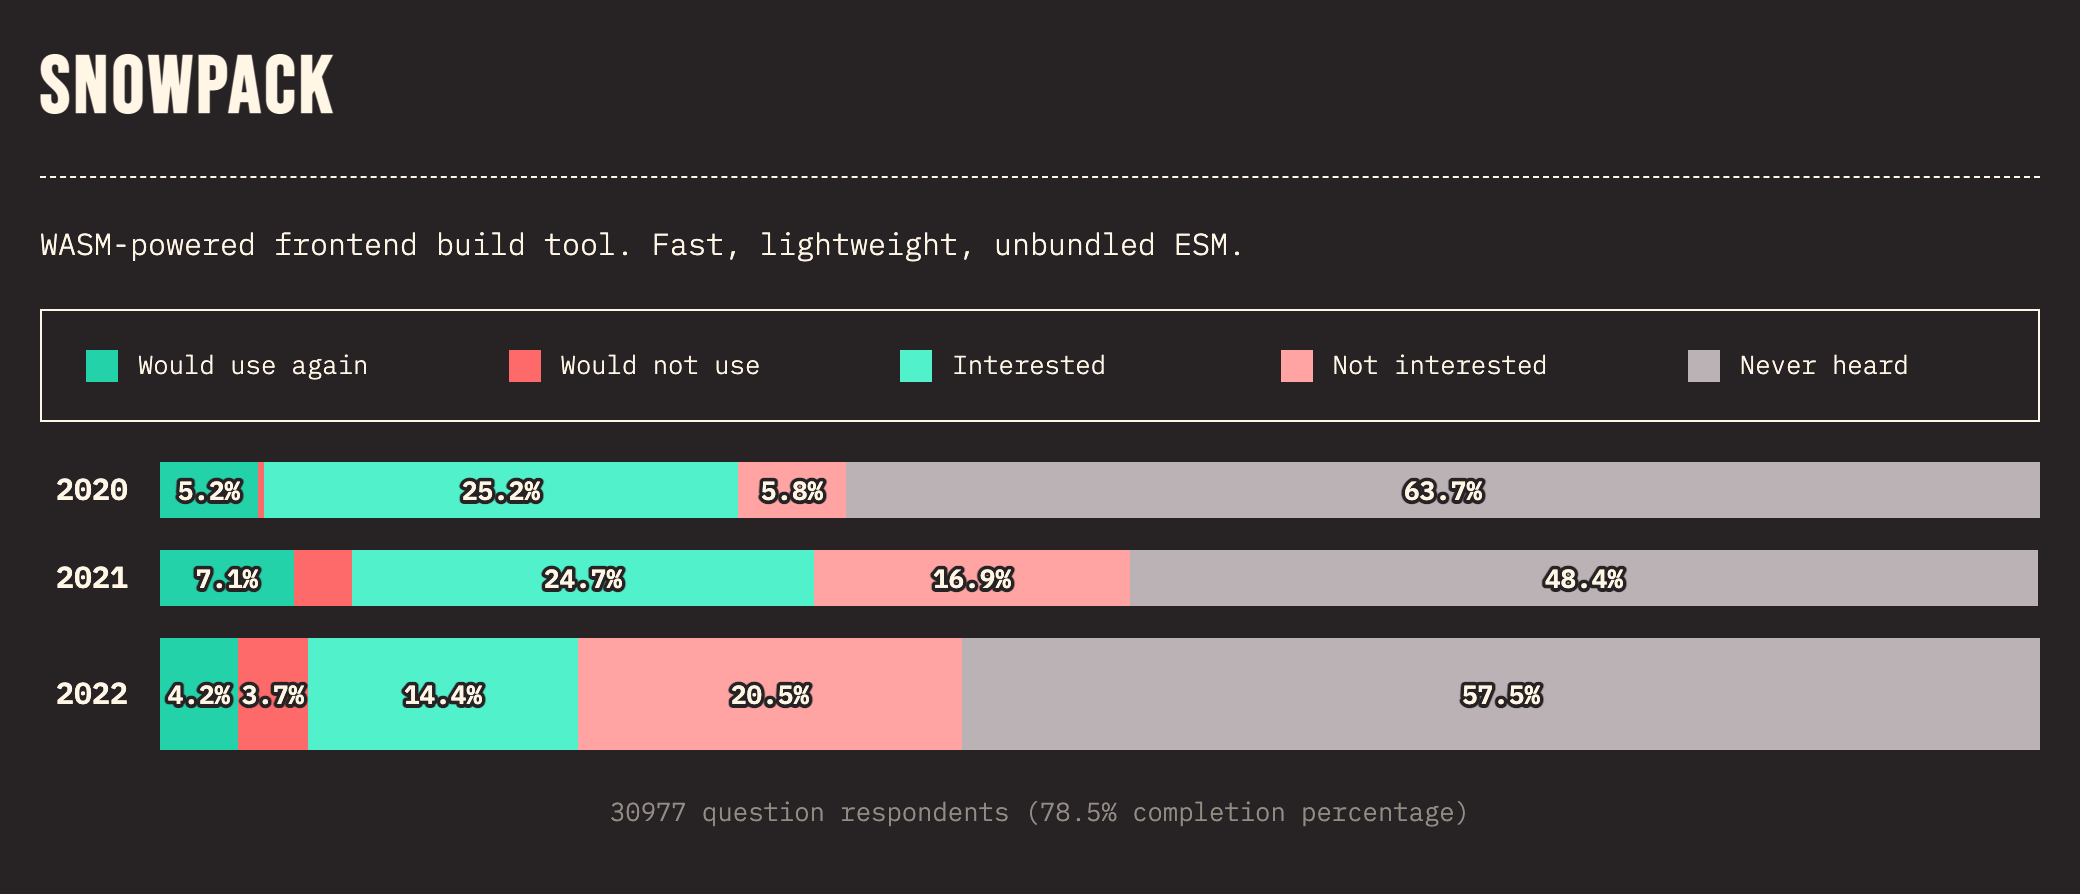 SNOWPACK
WASM-powered frontend build tool. Fast, lightweight, unbundled ESM.
Would use again Would not use Interested Not interested Never heard
2020 5.2% 25.2% 5.8% 63.7%
2021 7.1% 24.7% 16.9% 48.4%
2022 4.2% 3.7% 14.4% 20.5% 57.5%
30977 question respondents (78.5% completion percentage)